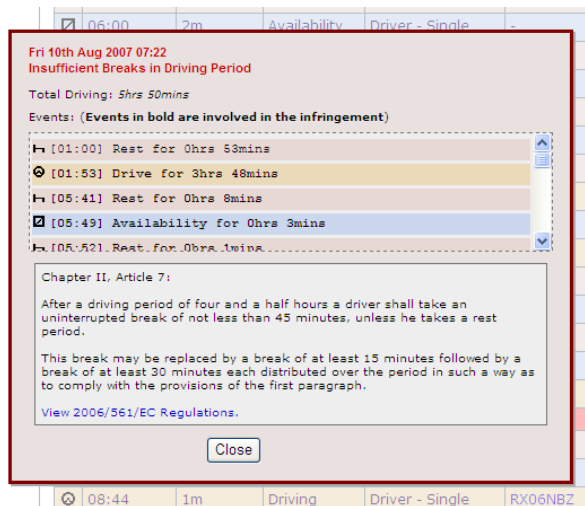 06:00 2m Availability Driver - Single -
Fri 10th Aug 2007 07:22
Insufficient Breaks in Driving Period
Total Driving: 5hrs 50mins
Events: (Events in bold are involved in the infringement)
[01:00] Rest for 0hrs 53mins
[01:53] Drive for 3hrs 48mins
[05:41] Rest for 0hrs 8mins
[05:49] Availability for 0hrs 3mins
[05:52] Rest for 0hrs 1mins
Chapter II, Article 7:
After a driving period of four and a half hours a driver shall take an
uninterrupted break of not less than 45 minutes, unless he takes a rest
period.
This break may be replaced by a break of at least 15 minutes followed by a
break of at least 30 minutes each distributed over the period in such a way as
to comply with the provisions of the first paragraph.
View 2006/561/EC Regulations.
Close
08:44 1m Driving Driver - Single RX06NBZ